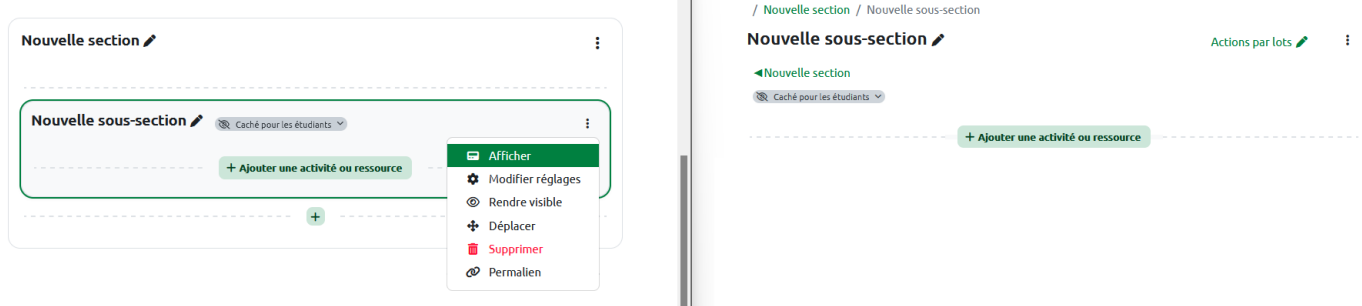 Nouvelle section
Nouvelle sous-section
Caché pour les étudiants
+ Ajouter une activité ou ressource
Afficher
Modifier réglages
Rendre visible
Déplacer
Supprimer
Permalien
+
/ Nouvelle section / Nouvelle sous-section
Nouvelle sous-section
Actions par lots
◄Nouvelle section
Caché pour les étudiants
+ Ajouter une activité ou ressource